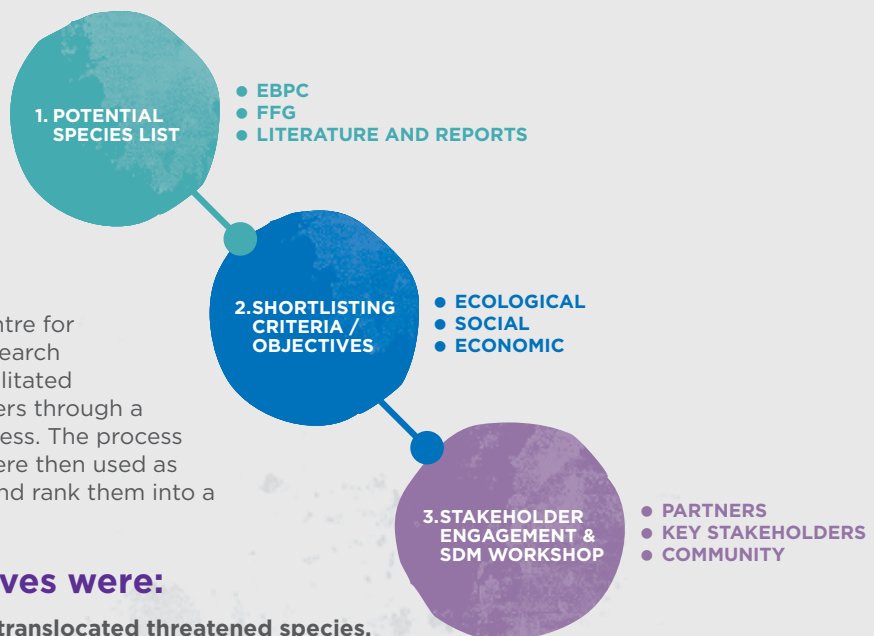 1. POTENTIAL
SPECIES LIST
● EBPC
● FFG
● LITERATURE AND REPORTS
2.SHORTLISTING
CRITERIA /
OBJECTIVES
● ECOLOGICAL
● SOCIAL
● ECONOMIC
ntre for
earch
litated
ers through a
ess. The process
ere then used as
nd rank them into a
3.STAKEHOLDER
ENGAGEMENT &
SDM WORKSHOP
● PARTNERS
● KEY STAKEHOLDERS
● COMMUNITY
ves were:
translocated threatened species.